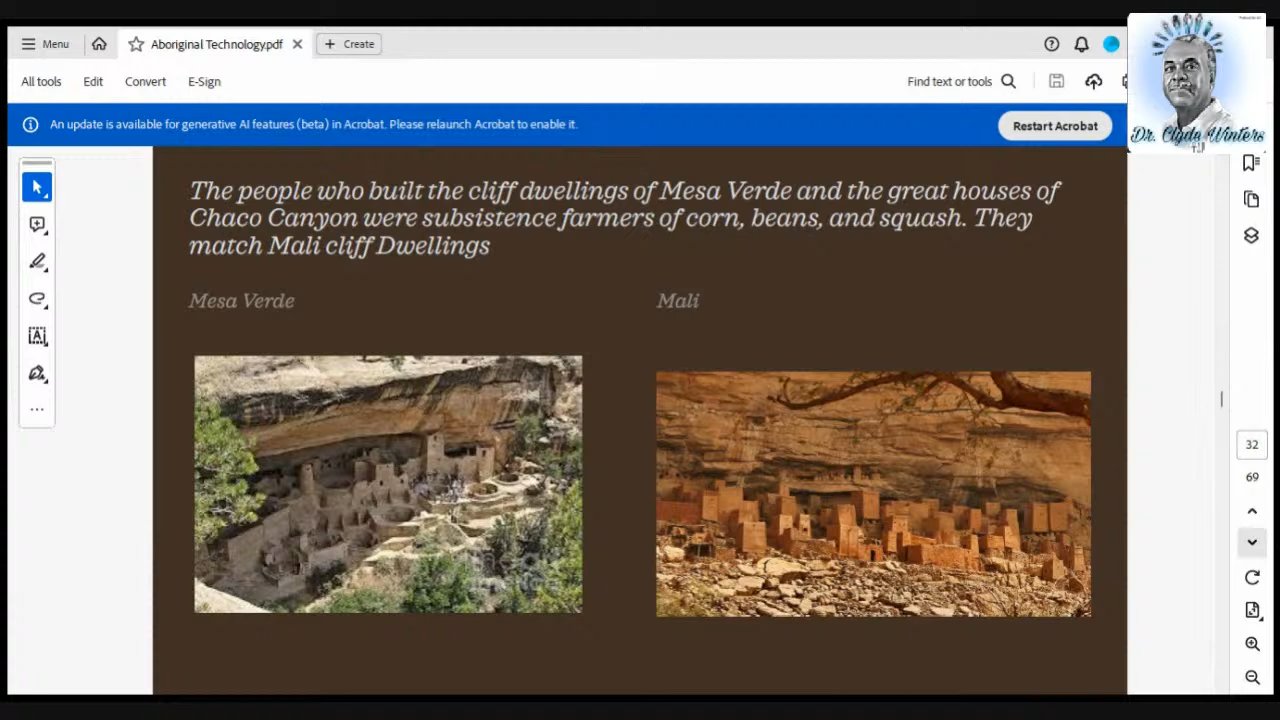 Menu
Aboriginal Technology.pdf
Create
All tools
Edit
Convert
E-Sign
Find text or tools
An update is available for generative AI features (beta) in Acrobat. Please relaunch Acrobat to enable it.
Restart Acrobat
Dr. Clyde Winters
The people who built the cliff dwellings of Mesa Verde and the great houses of
Chaco Canyon were subsistence farmers of corn, beans, and squash. They
match Mali cliff Dwellings
Mesa Verde
Mali
32
69